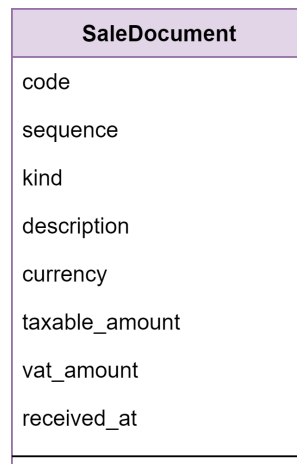 SaleDocument
code
sequence
kind
description
currency
taxable_amount
vat_amount
received_at